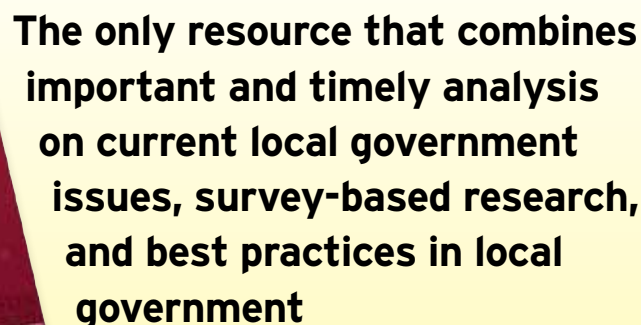 The only resource that combines
important and timely analysis
on current local government
issues, survey-based research,
and best practices in local
government